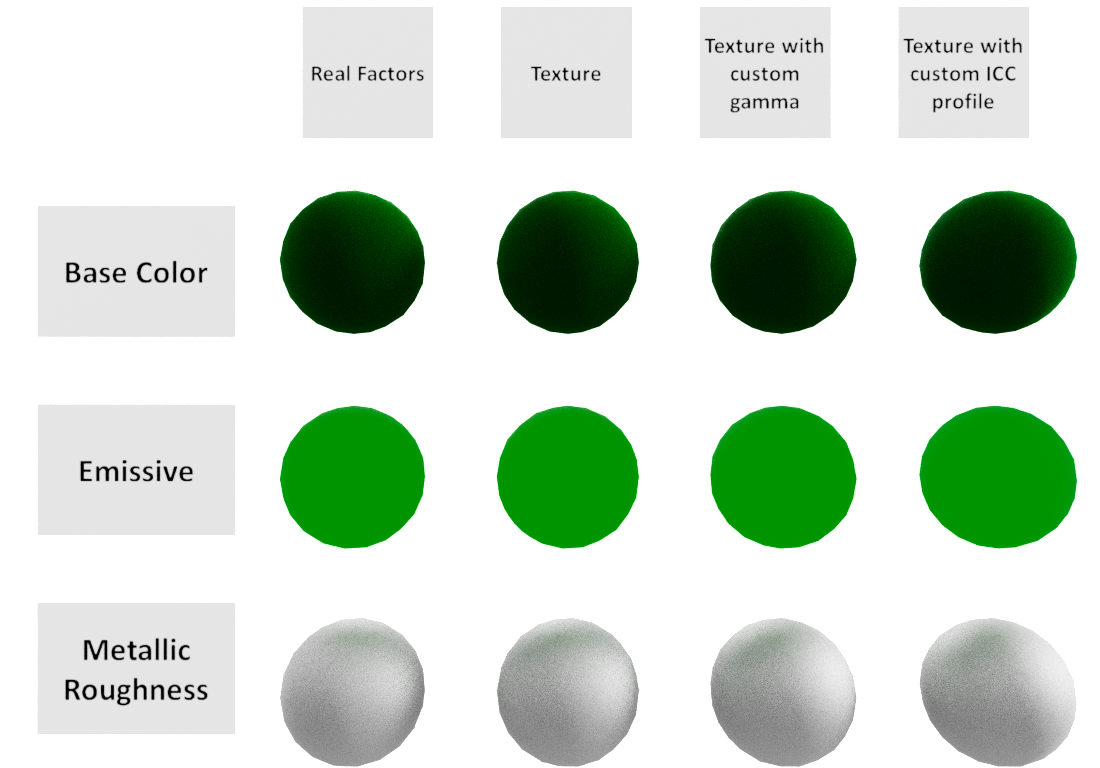 Real Factors
Texture
Texture with
custom
gamma
Texture with
custom ICC
profile
Base Color
Emissive
Metallic
Roughness